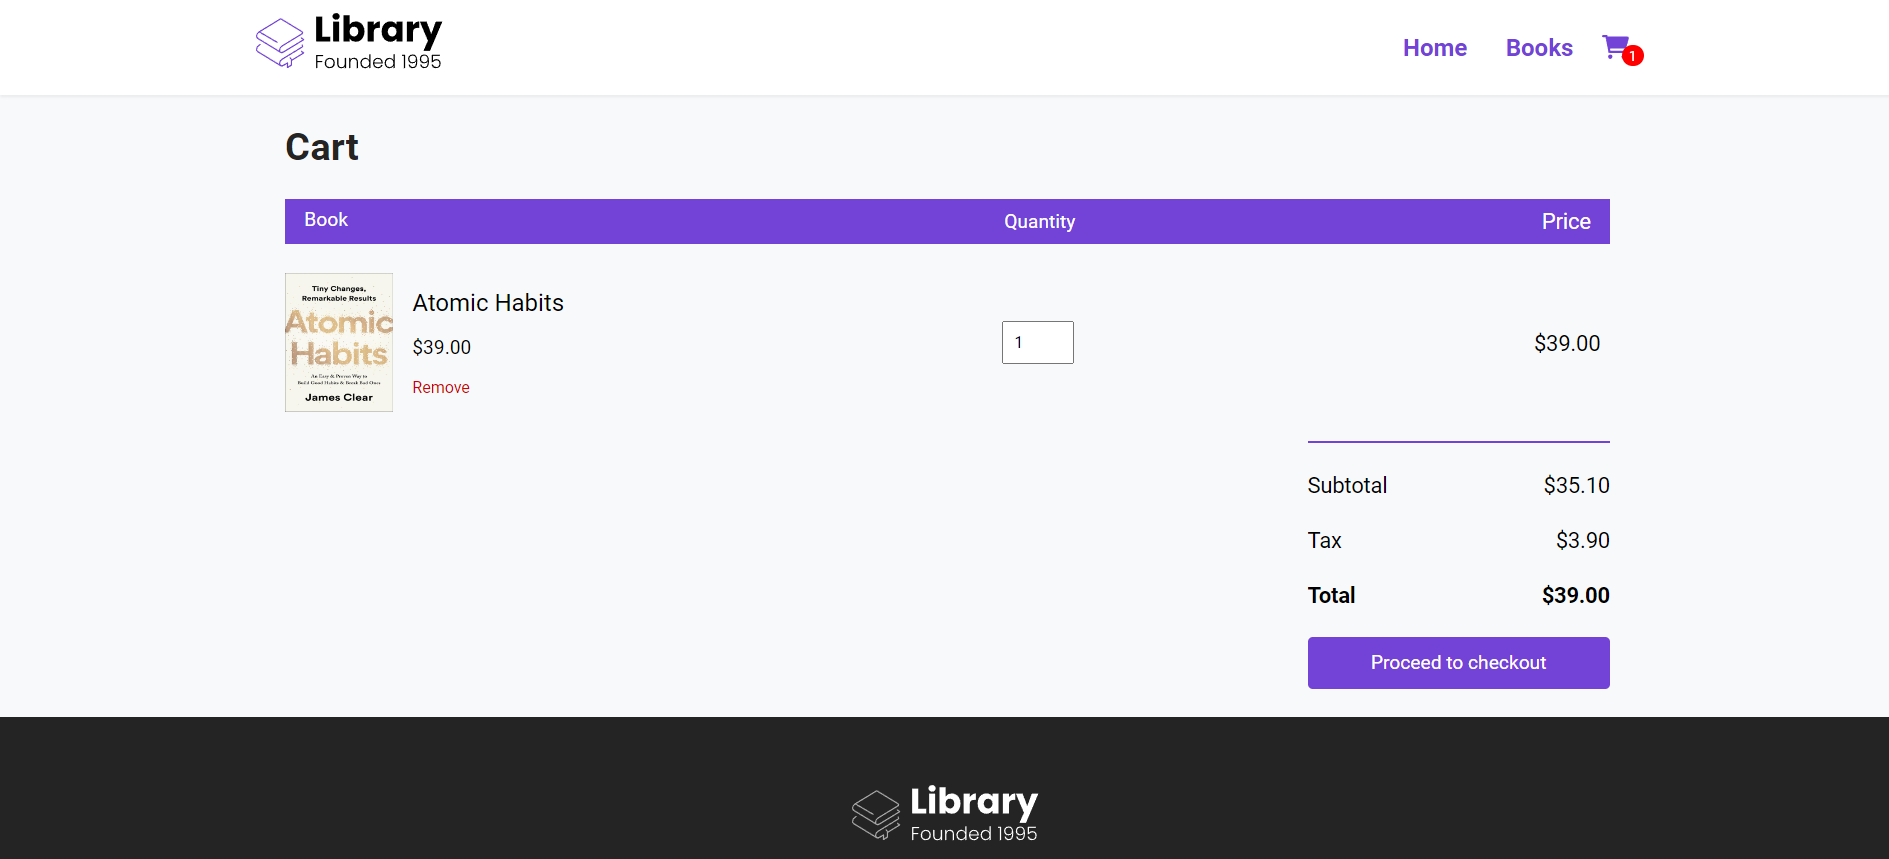 Library
Founded 1995
Home Books 1
Cart
Book Quantity Price
Tiny Changes,
Remarkable Results
Atomic
Habits
An Easy & Proven Way to
Build Good Habits & Break Bad Ones
James Clear
Atomic Habits
$39.00
Remove
1
$39.00
Subtotal $35.10
Tax $3.90
Total $39.00
Proceed to checkout
Library
Founded 1995